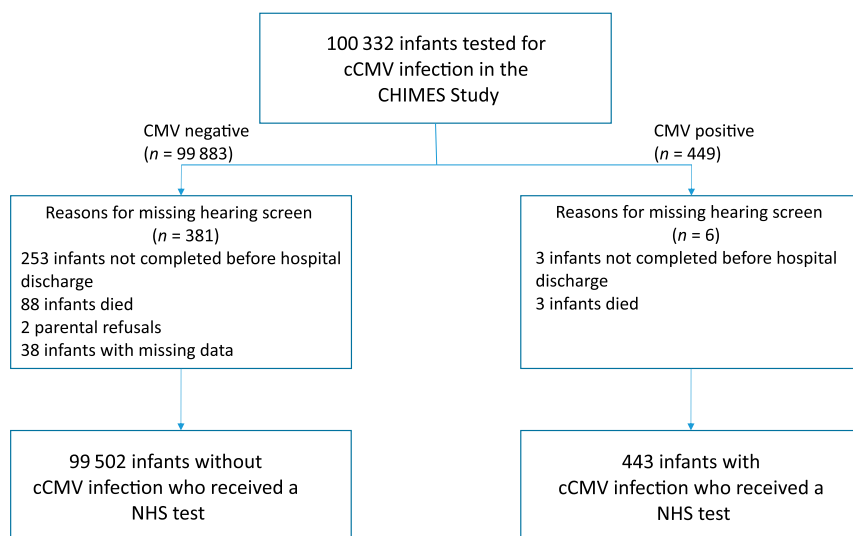 100 332 infants tested for
cCMV infection in the
CHIMES Study
CMV negative
(n = 99 883)
CMV positive
(n = 449)
Reasons for missing hearing screen
(n = 381)
253 infants not completed before hospital
discharge
88 infants died
2 parental refusals
38 infants with missing data
Reasons for missing hearing screen
(n = 6)
3 infants not completed before hospital
discharge
3 infants died
99 502 infants without
cCMV infection who received a
NHS test
443 infants with
cCMV infection who received a
NHS test